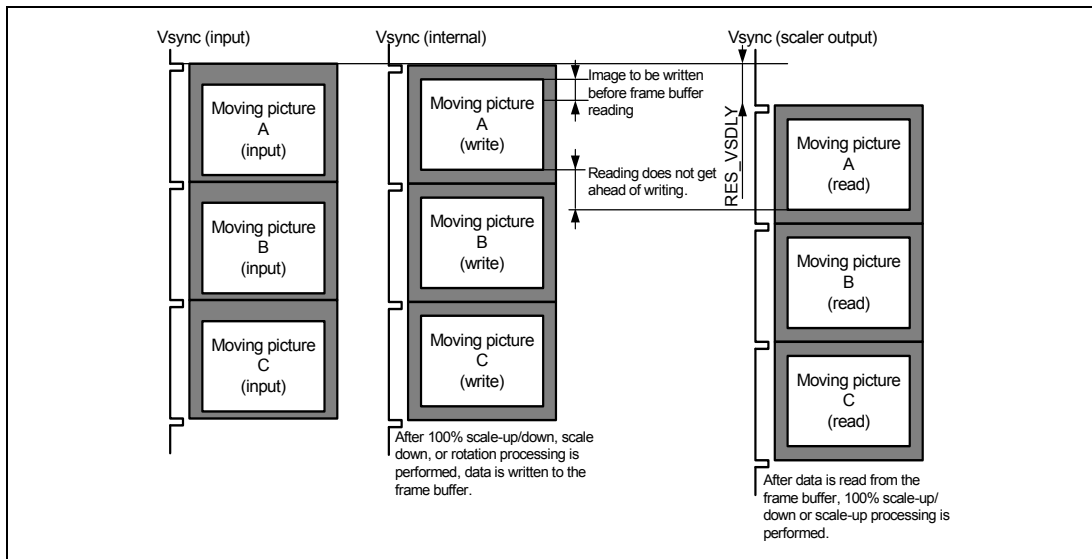 Vsync (input)
Vsync (internal)
Vsync (scaler output)
Moving picture
A
(input)
Moving picture
B
(input)
Moving picture
C
(input)
Moving picture
A
(write)
Moving picture
B
(write)
Moving picture
C
(write)
After 100% scale-up/down, scale
down, or rotation processing is
performed, data is written to the
frame buffer.
Image to be written
before frame buffer
reading
Reading does not get
ahead of writing.
RES_VSDLY
Moving picture
A
(read)
Moving picture
B
(read)
Moving picture
C
(read)
After data is read from the
frame buffer, 100% scale-up/
down or scale-up processing is
performed.